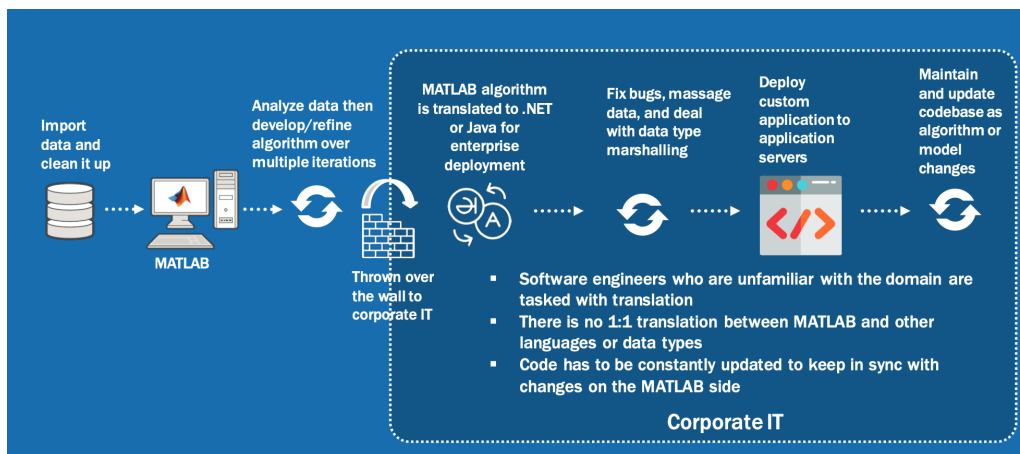 Import
data and
clean it up
MATLAB
Analyze data then
develop/refine
algorithm over
multiple iterations
Thrown over
the wall to
corporate IT
MATLAB algorithm
is translated to .NET
or Java for
enterprise
deployment
A
Fix bugs, massage
data, and deal
with data type
marshalling
Deploy
custom
application to
application
servers
</>
Maintain
and update
codebase as
algorithm or
model
changes
▪ Software engineers who are unfamiliar with the domain are
tasked with translation
▪ There is no 1:1 translation between MATLAB and other
languages or data types
▪ Code has to be constantly updated to keep in sync with
changes on the MATLAB side
Corporate IT